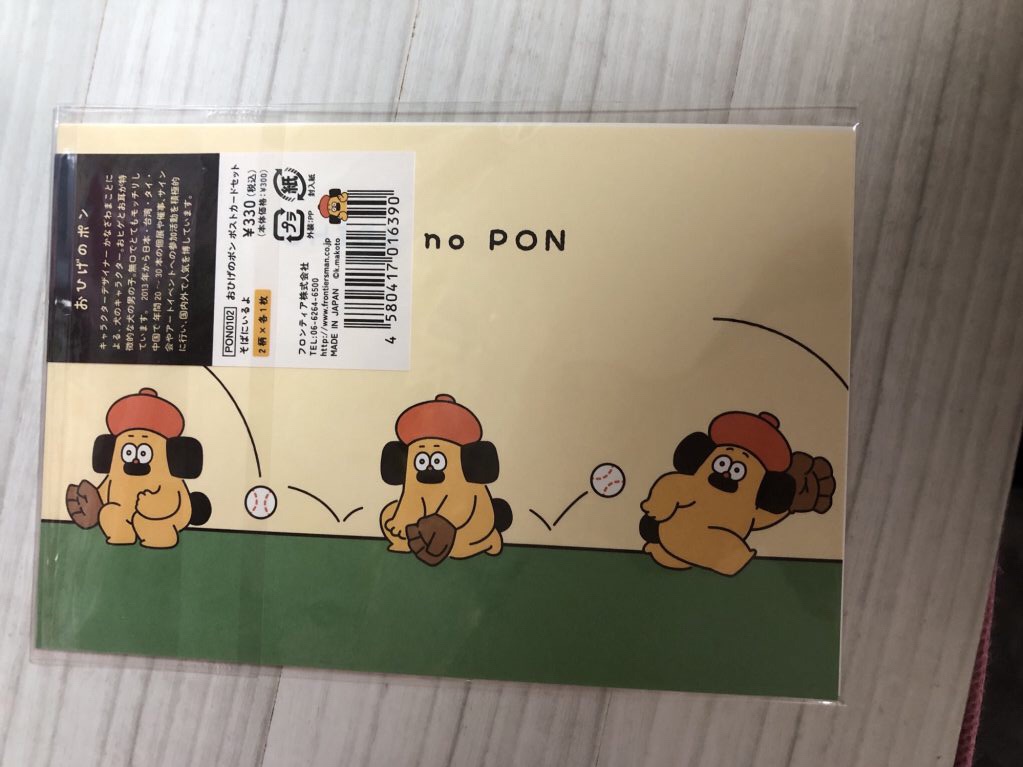 おひげのポン
キャラクターデザイナー かなざわまことに
よる、犬のキャラクター。おヒゲとお耳が特
徴的な犬の男の子。無口でとてもモッチリし
ています。2013年から日本・台湾・タイ・
中国で年間20〜30本の個展や催事、サイン
会やアートイベントへの参加活動を積極的
に行い、国内外で人気を博しています。
PON0102 おひげのポン ポストカードセット
そばにいるよ ¥330(税込)
2柄×各1枚 (本体価格:¥300)
プラ 紙
外装:PP 封入紙
フロンティア株式会社
TEL:06-6264-6500
http://www.frontiersman.co.jp
MADE IN JAPAN ©k.makoto
4 580417 016390
no PON